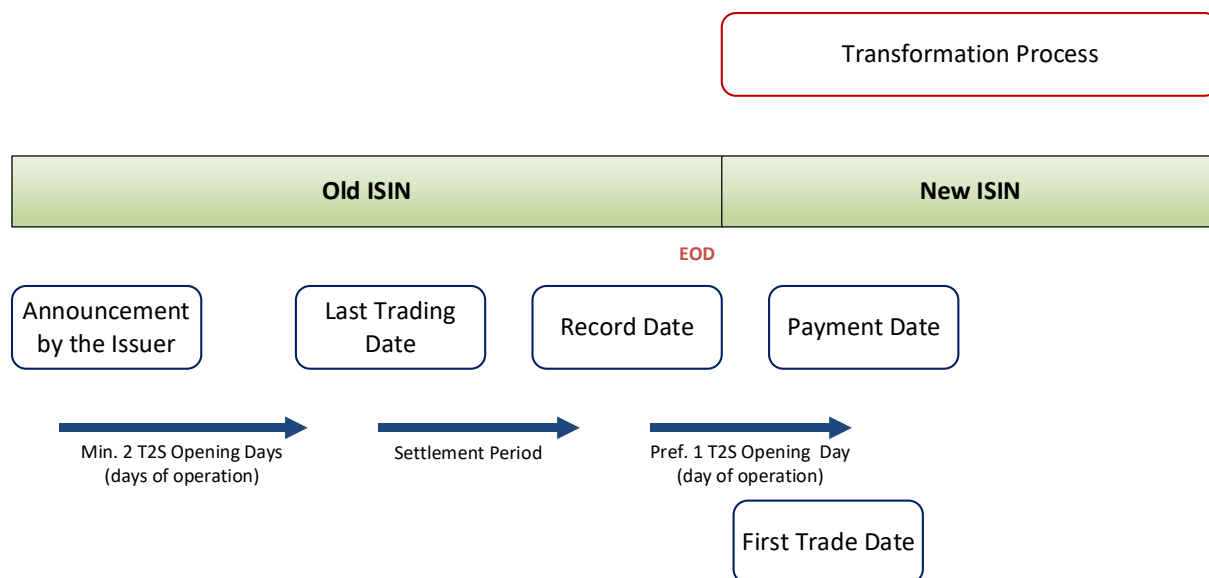 Transformation Process
Old ISIN
New ISIN
EOD
Announcement
by the Issuer
Last Trading
Date
Record Date
Payment Date
Min. 2 T2S Opening Days
(days of operation)
Settlement Period
Pref. 1 T2S Opening Day
(day of operation)
First Trade Date